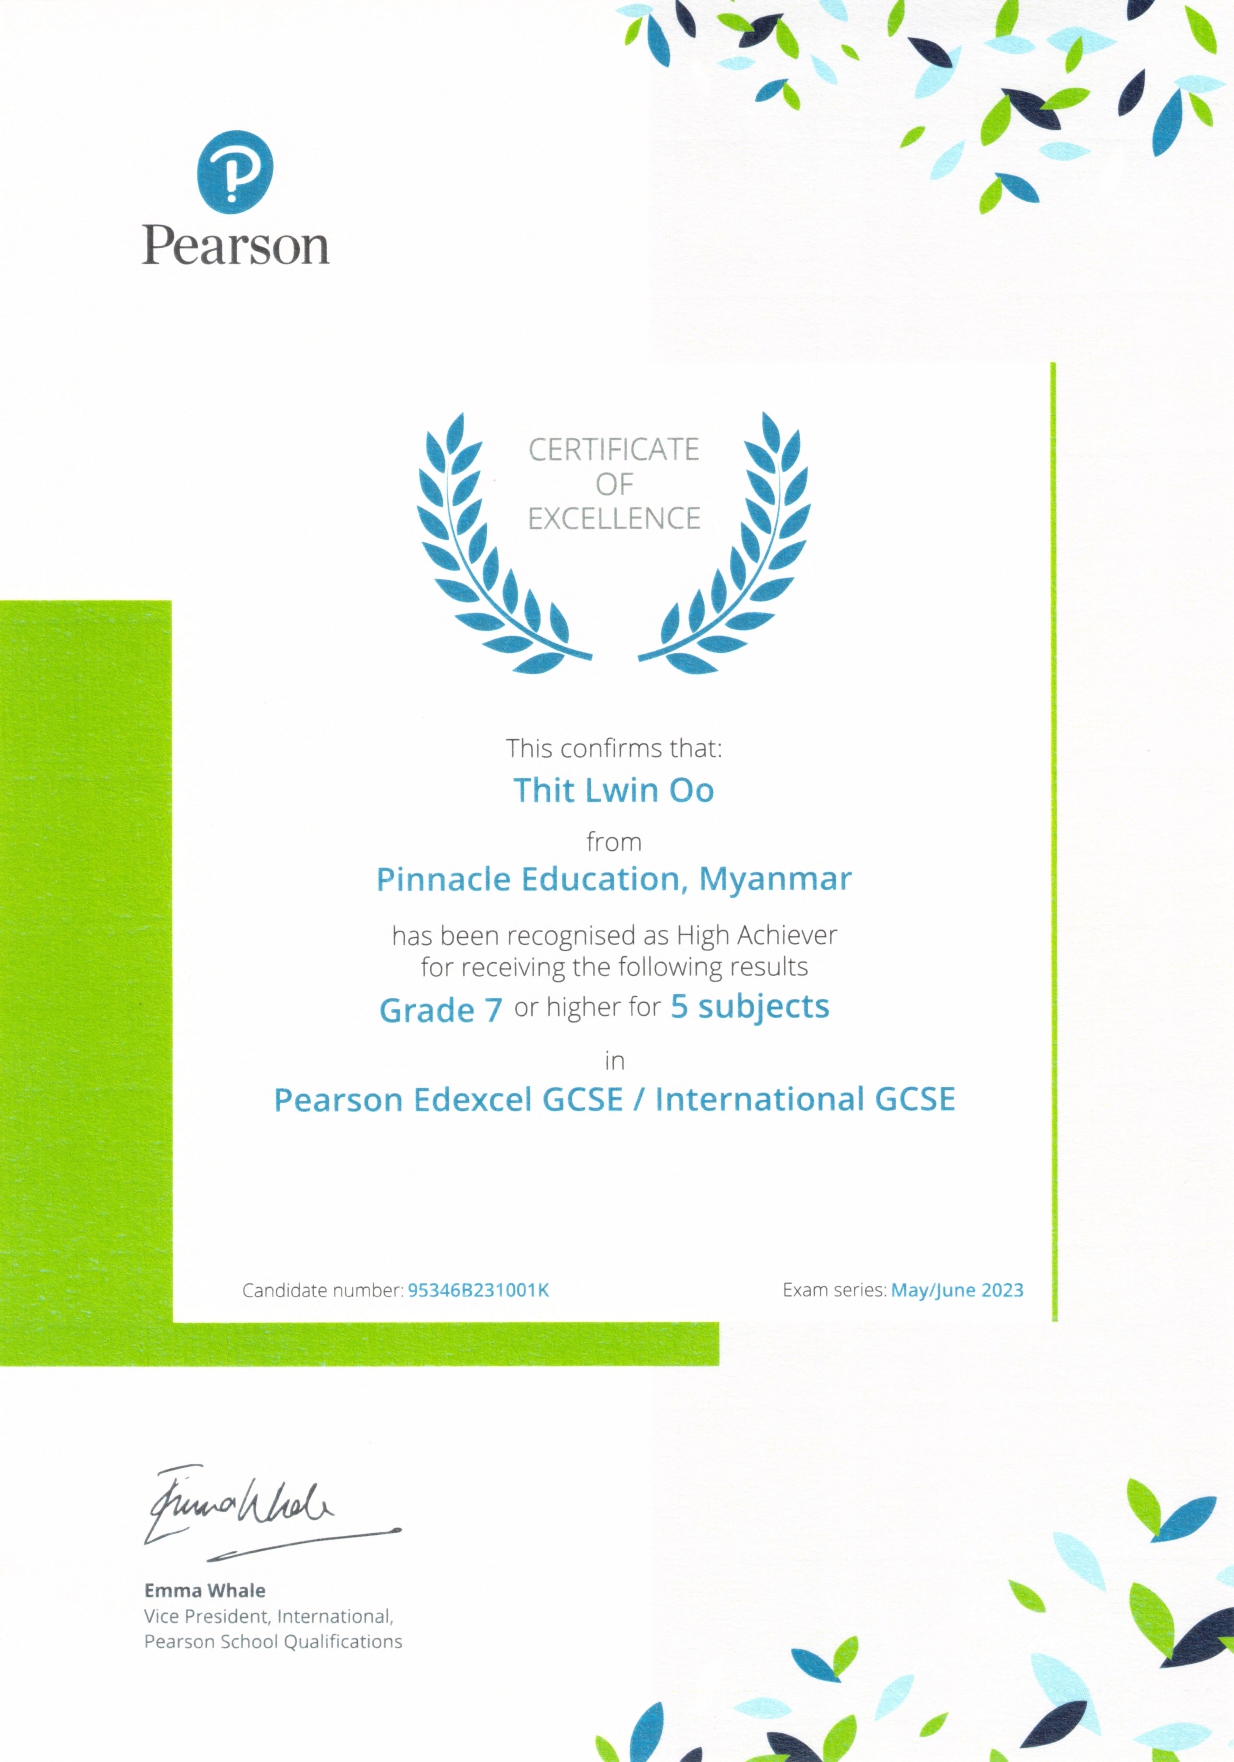 Pearson
CERTIFICATE
OF
EXCELLENCE
This confirms that:
Thit Lwin Oo
from
Pinnacle Education, Myanmar
has been recognised as High Achiever
for receiving the following results
Grade 7 or higher for 5 subjects
in
Pearson Edexcel GCSE / International GCSE
Candidate number: 95346B231001K Exam series: May/June 2023
Emma Whale
Emma Whale
Vice President, International,
Pearson School Qualifications